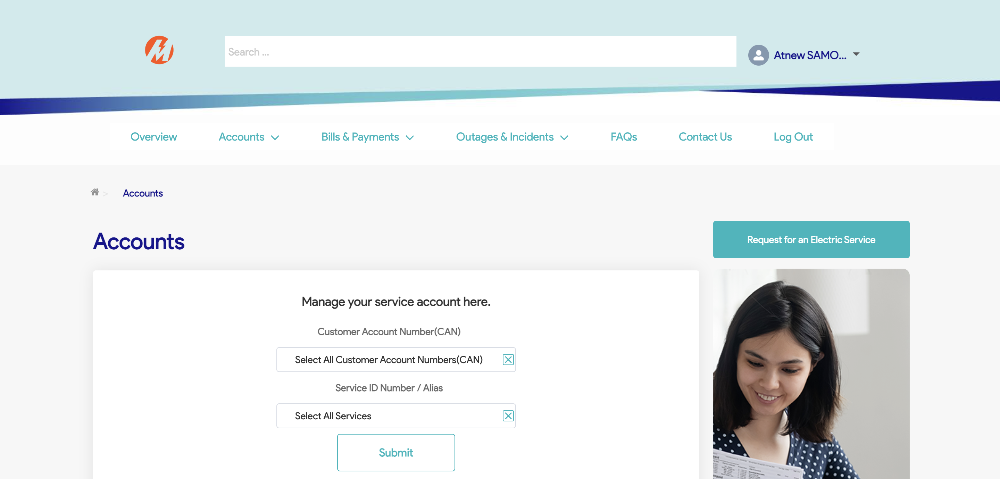 Search ...
Atnew SAMO...
Overview
Accounts
Bills & Payments
Outages & Incidents
FAQs
Contact Us
Log Out
> Accounts
Accounts
Request for an Electric Service
Manage your service account here.
Customer Account Number(CAN)
Select All Customer Account Numbers(CAN)
Service ID Number / Alias
Select All Services
Submit